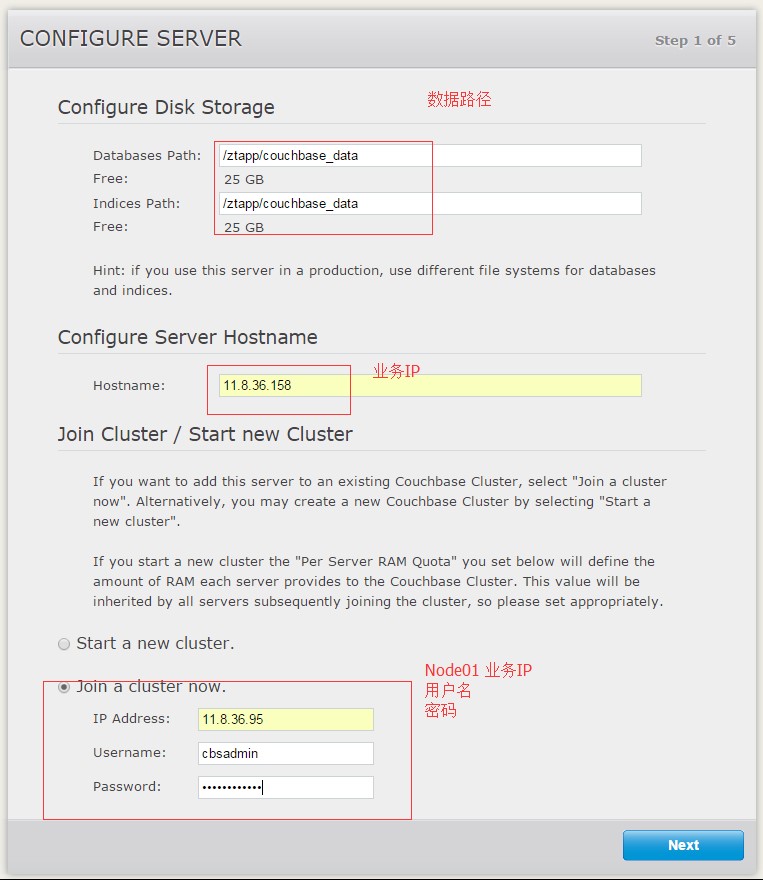 CONFIGURE SERVER
Step 1 of 5
Configure Disk Storage
数据路径
Databases Path: /ztapp/couchbase_data
Free: 25 GB
Indices Path: /ztapp/couchbase_data
Free: 25 GB
Hint: if you use this server in a production, use different file systems for databases
and indices.
Configure Server Hostname
业务IP
Hostname: 11.8.36.158
Join Cluster / Start new Cluster
If you want to add this server to an existing Couchbase Cluster, select "Join a cluster
now". Alternatively, you may create a new Couchbase Cluster by selecting "Start a
new cluster".
If you start a new cluster the "Per Server RAM Quota" you set below will define the
amount of RAM each server provides to the Couchbase Cluster. This value will be
inherited by all servers subsequently joining the cluster, so please set appropriately.
Start a new cluster.
Node01 业务IP
用户名
密码
Join a cluster now.
IP Address: 11.8.36.95
Username: cbsadmin
Password: ••••••••••••
Next